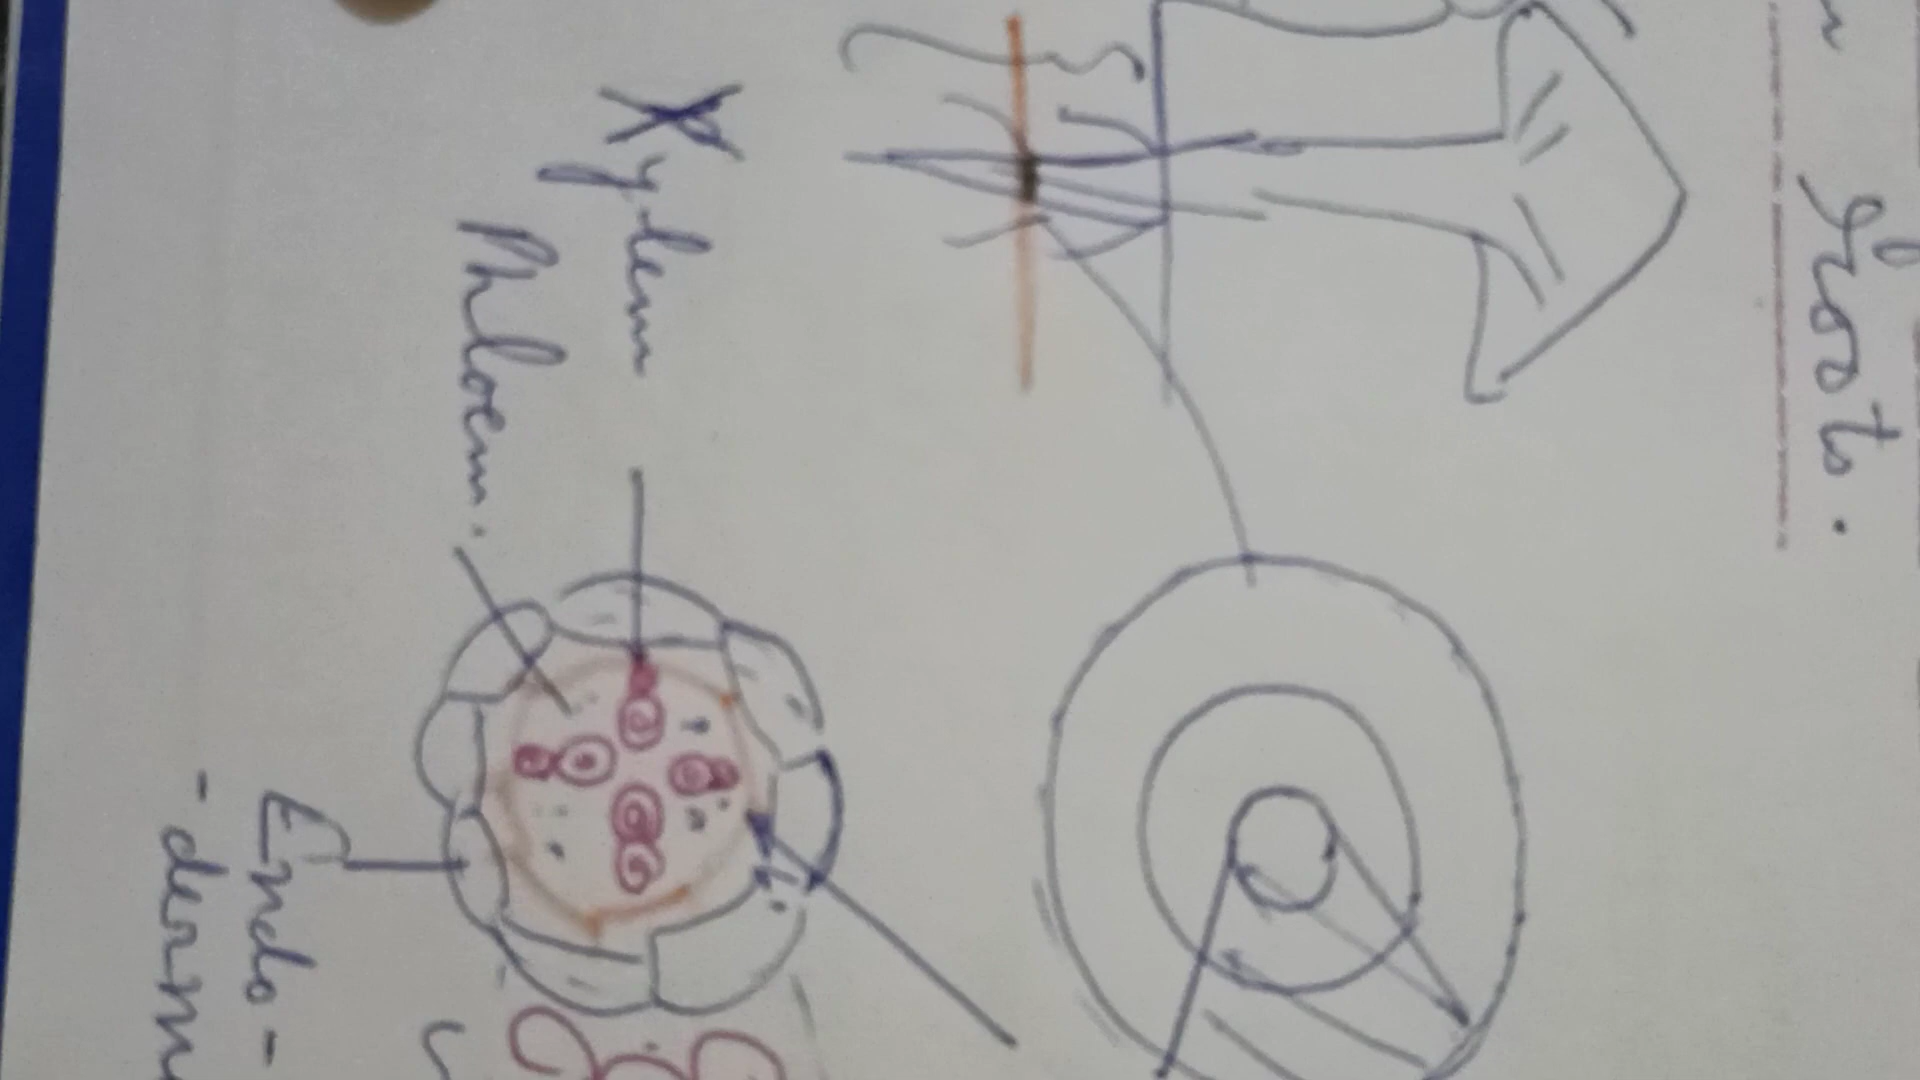 roots.
Xylem
Phloem.
Endo-
-derm